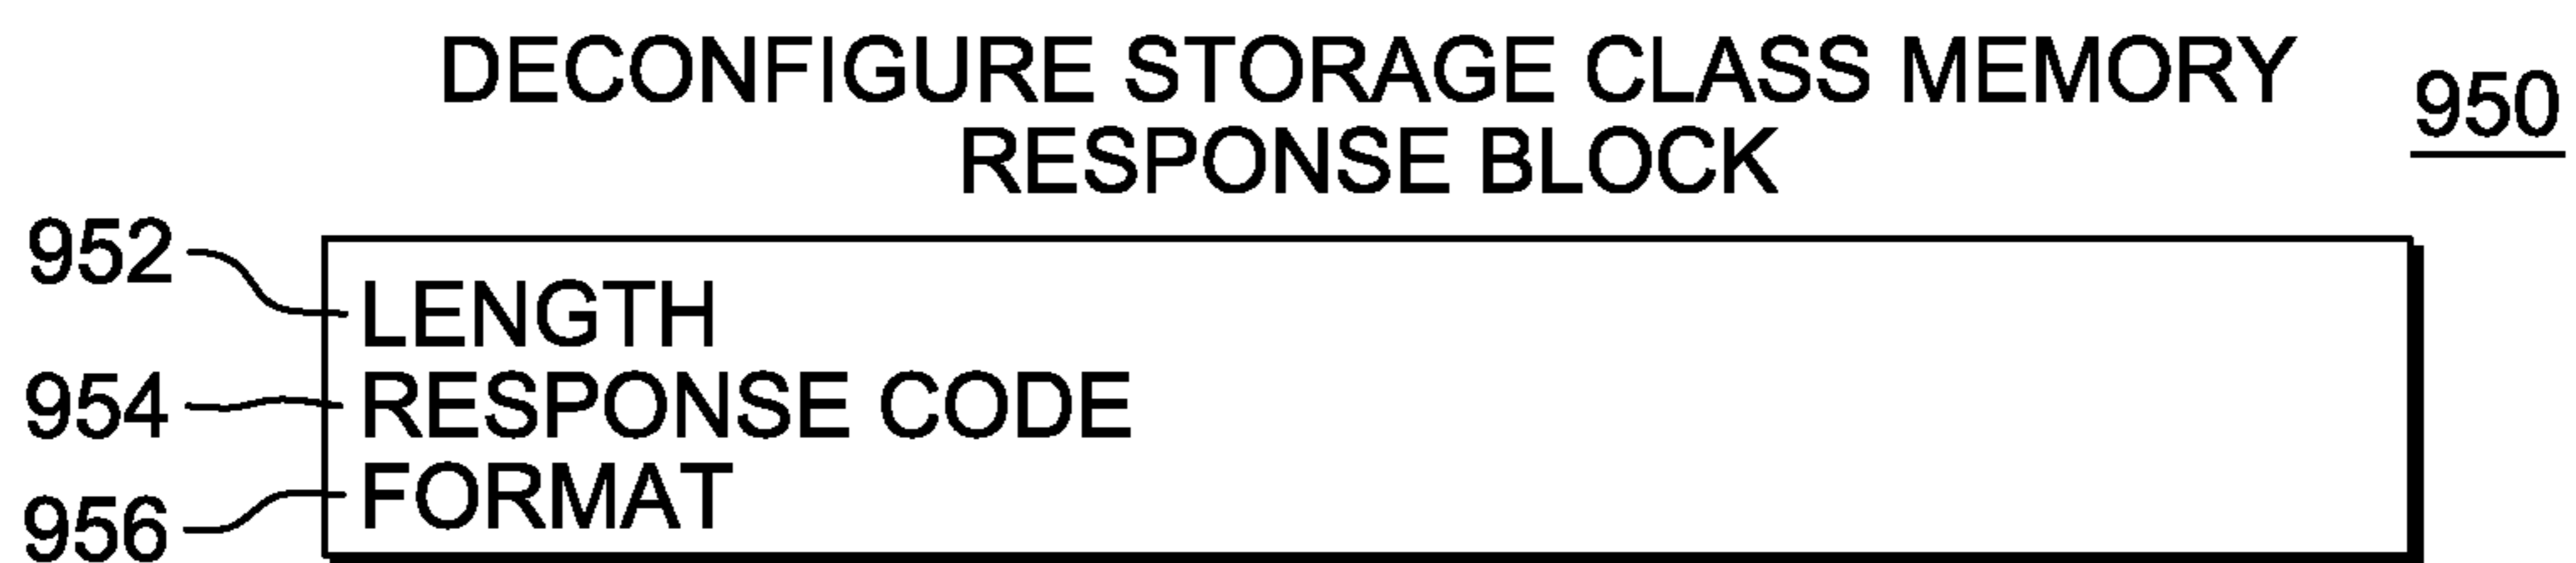 DECONFIGURE STORAGE CLASS MEMORY
RESPONSE BLOCK
950
952
LENGTH
954
RESPONSE CODE
956
FORMAT